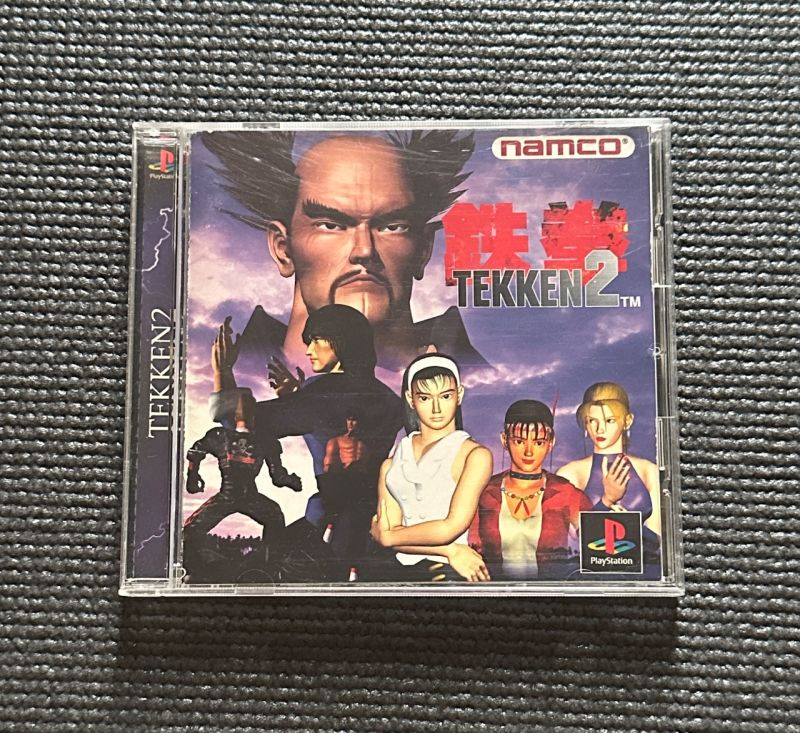 PlayStation
TEKKEN2
namco®
鉄拳
TEKKEN2™
PlayStation